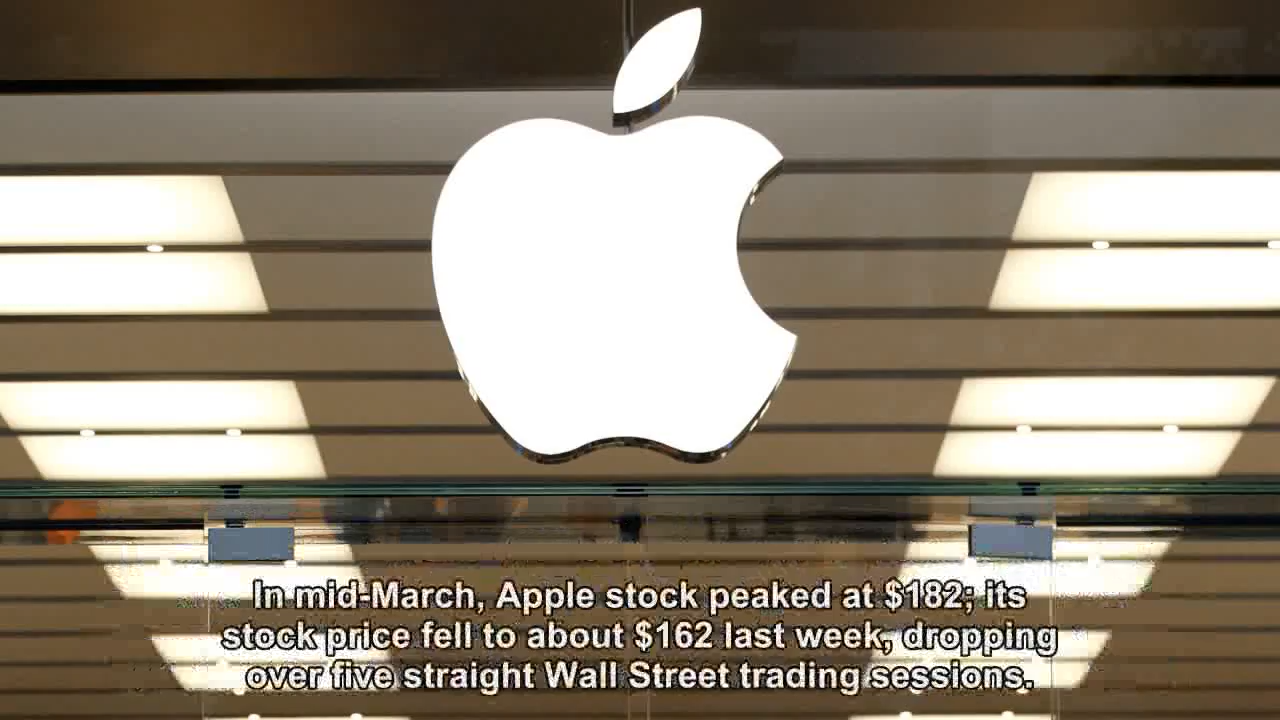 In mid-March, Apple stock peaked at $182; its
stock price fell to about $162 last week, dropping
over five straight Wall Street trading sessions.